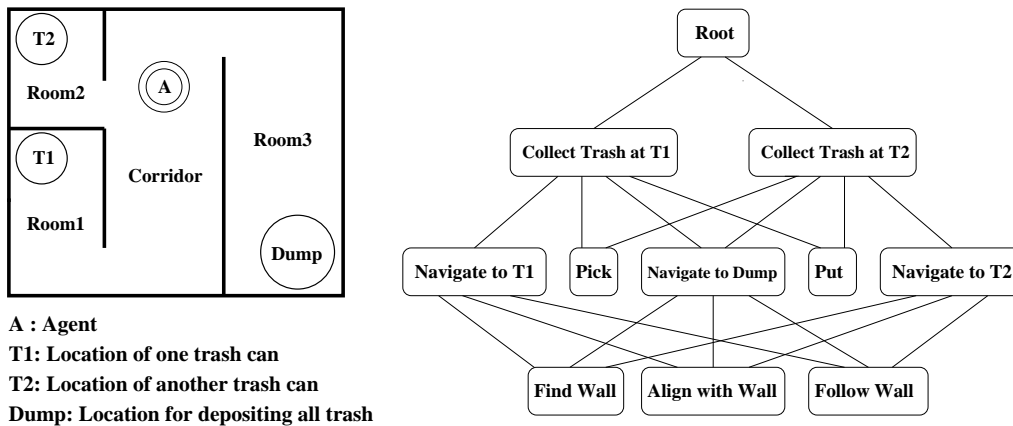 T2
Room2
A
T1
Room3
Corridor
Room1
Dump
A : Agent
T1: Location of one trash can
T2: Location of another trash can
Dump: Location for depositing all trash
Root
Collect Trash at T1
Collect Trash at T2
Navigate to T1
Pick
Navigate to Dump
Put
Navigate to T2
Find Wall
Align with Wall
Follow Wall